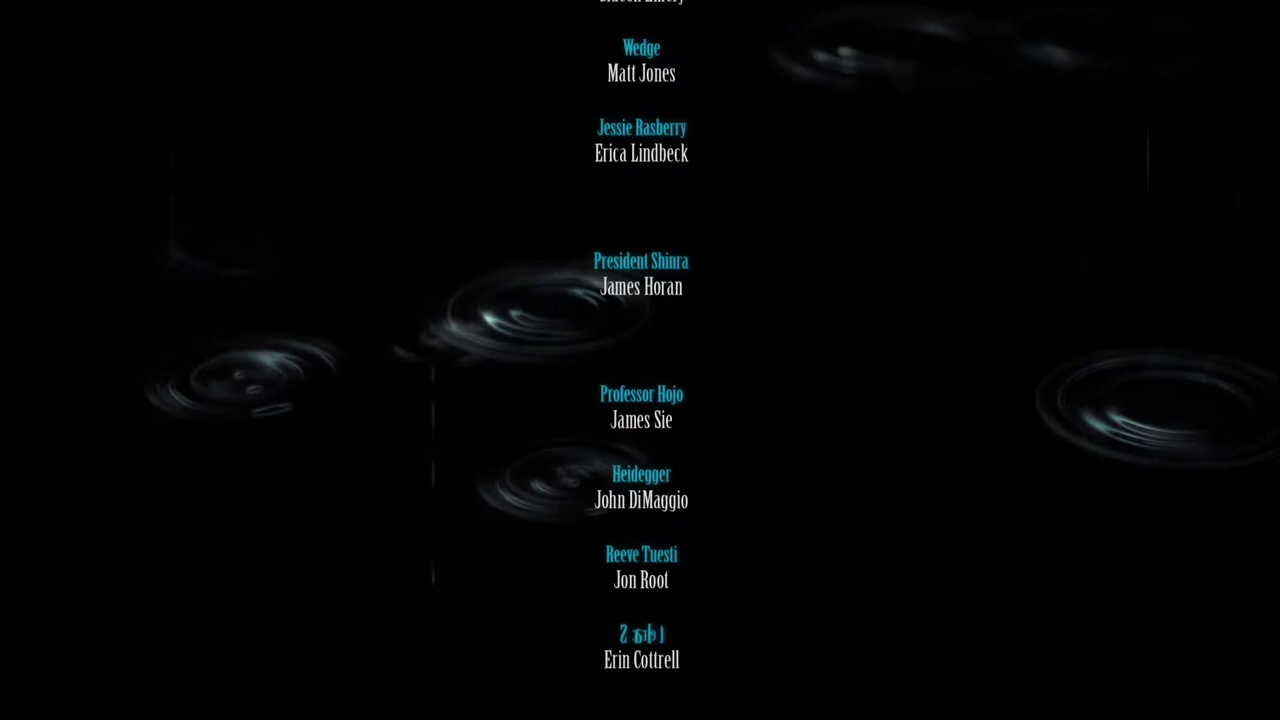 Wedge
Matt Jones
Jessie Rasberry
Erica Lindbeck
President Shinra
James Horan
Professor Hojo
James Sie
Heidegger
John DiMaggio
Reeve Tuesti
Jon Root
Erin Cottrell